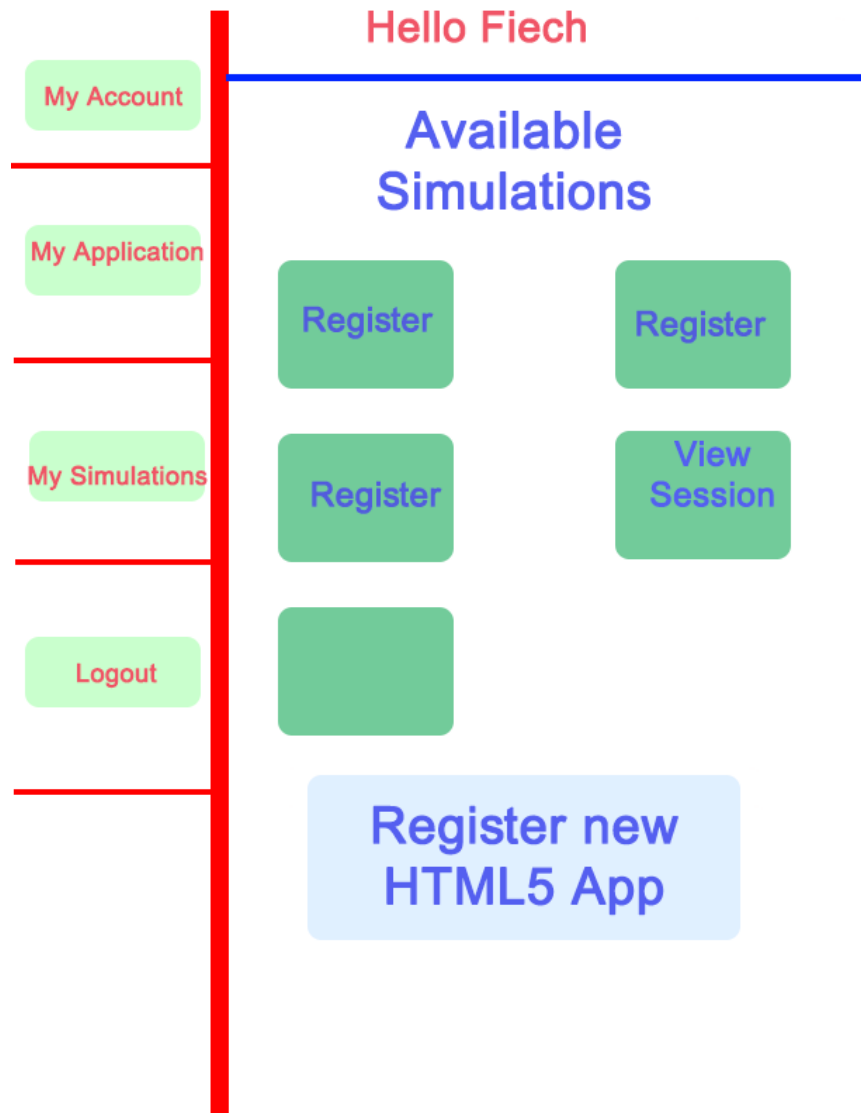 Hello Fiech
My Account
My Application
My Simulations
Logout
Available
Simulations
Register
Register
Register
View
Session
Register new
HTML5 App